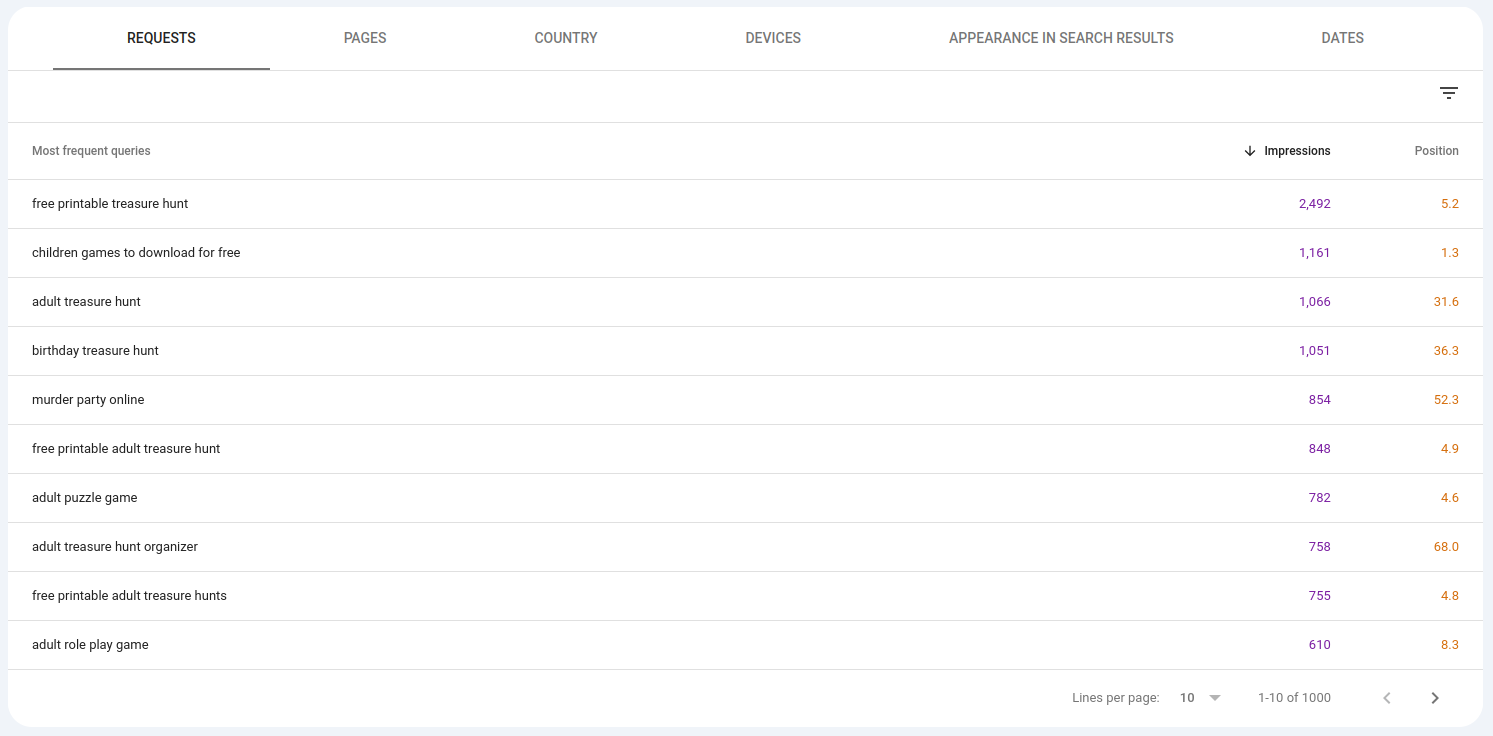 REQUESTS PAGES COUNTRY DEVICES APPEARANCE IN SEARCH RESULTS DATES
Most frequent queries Impressions Position
free printable treasure hunt 2,492 5.2
children games to download for free 1,161 1.3
adult treasure hunt 1,066 31.6
birthday treasure hunt 1,051 36.3
murder party online 854 52.3
free printable adult treasure hunt 848 4.9
adult puzzle game 782 4.6
adult treasure hunt organizer 758 68.0
free printable adult treasure hunts 755 4.8
adult role play game 610 8.3
Lines per page: 10 1-10 of 1000